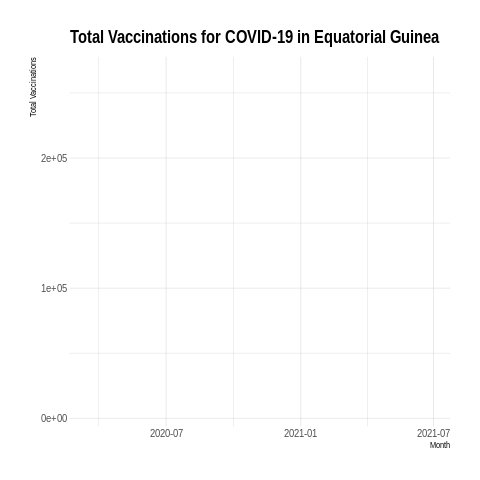 Total Vaccinations for COVID-19 in Equatorial Guinea
Total Vaccinations
2e+05
1e+05
0e+00
2020-07
2021-01
2021-07
Month